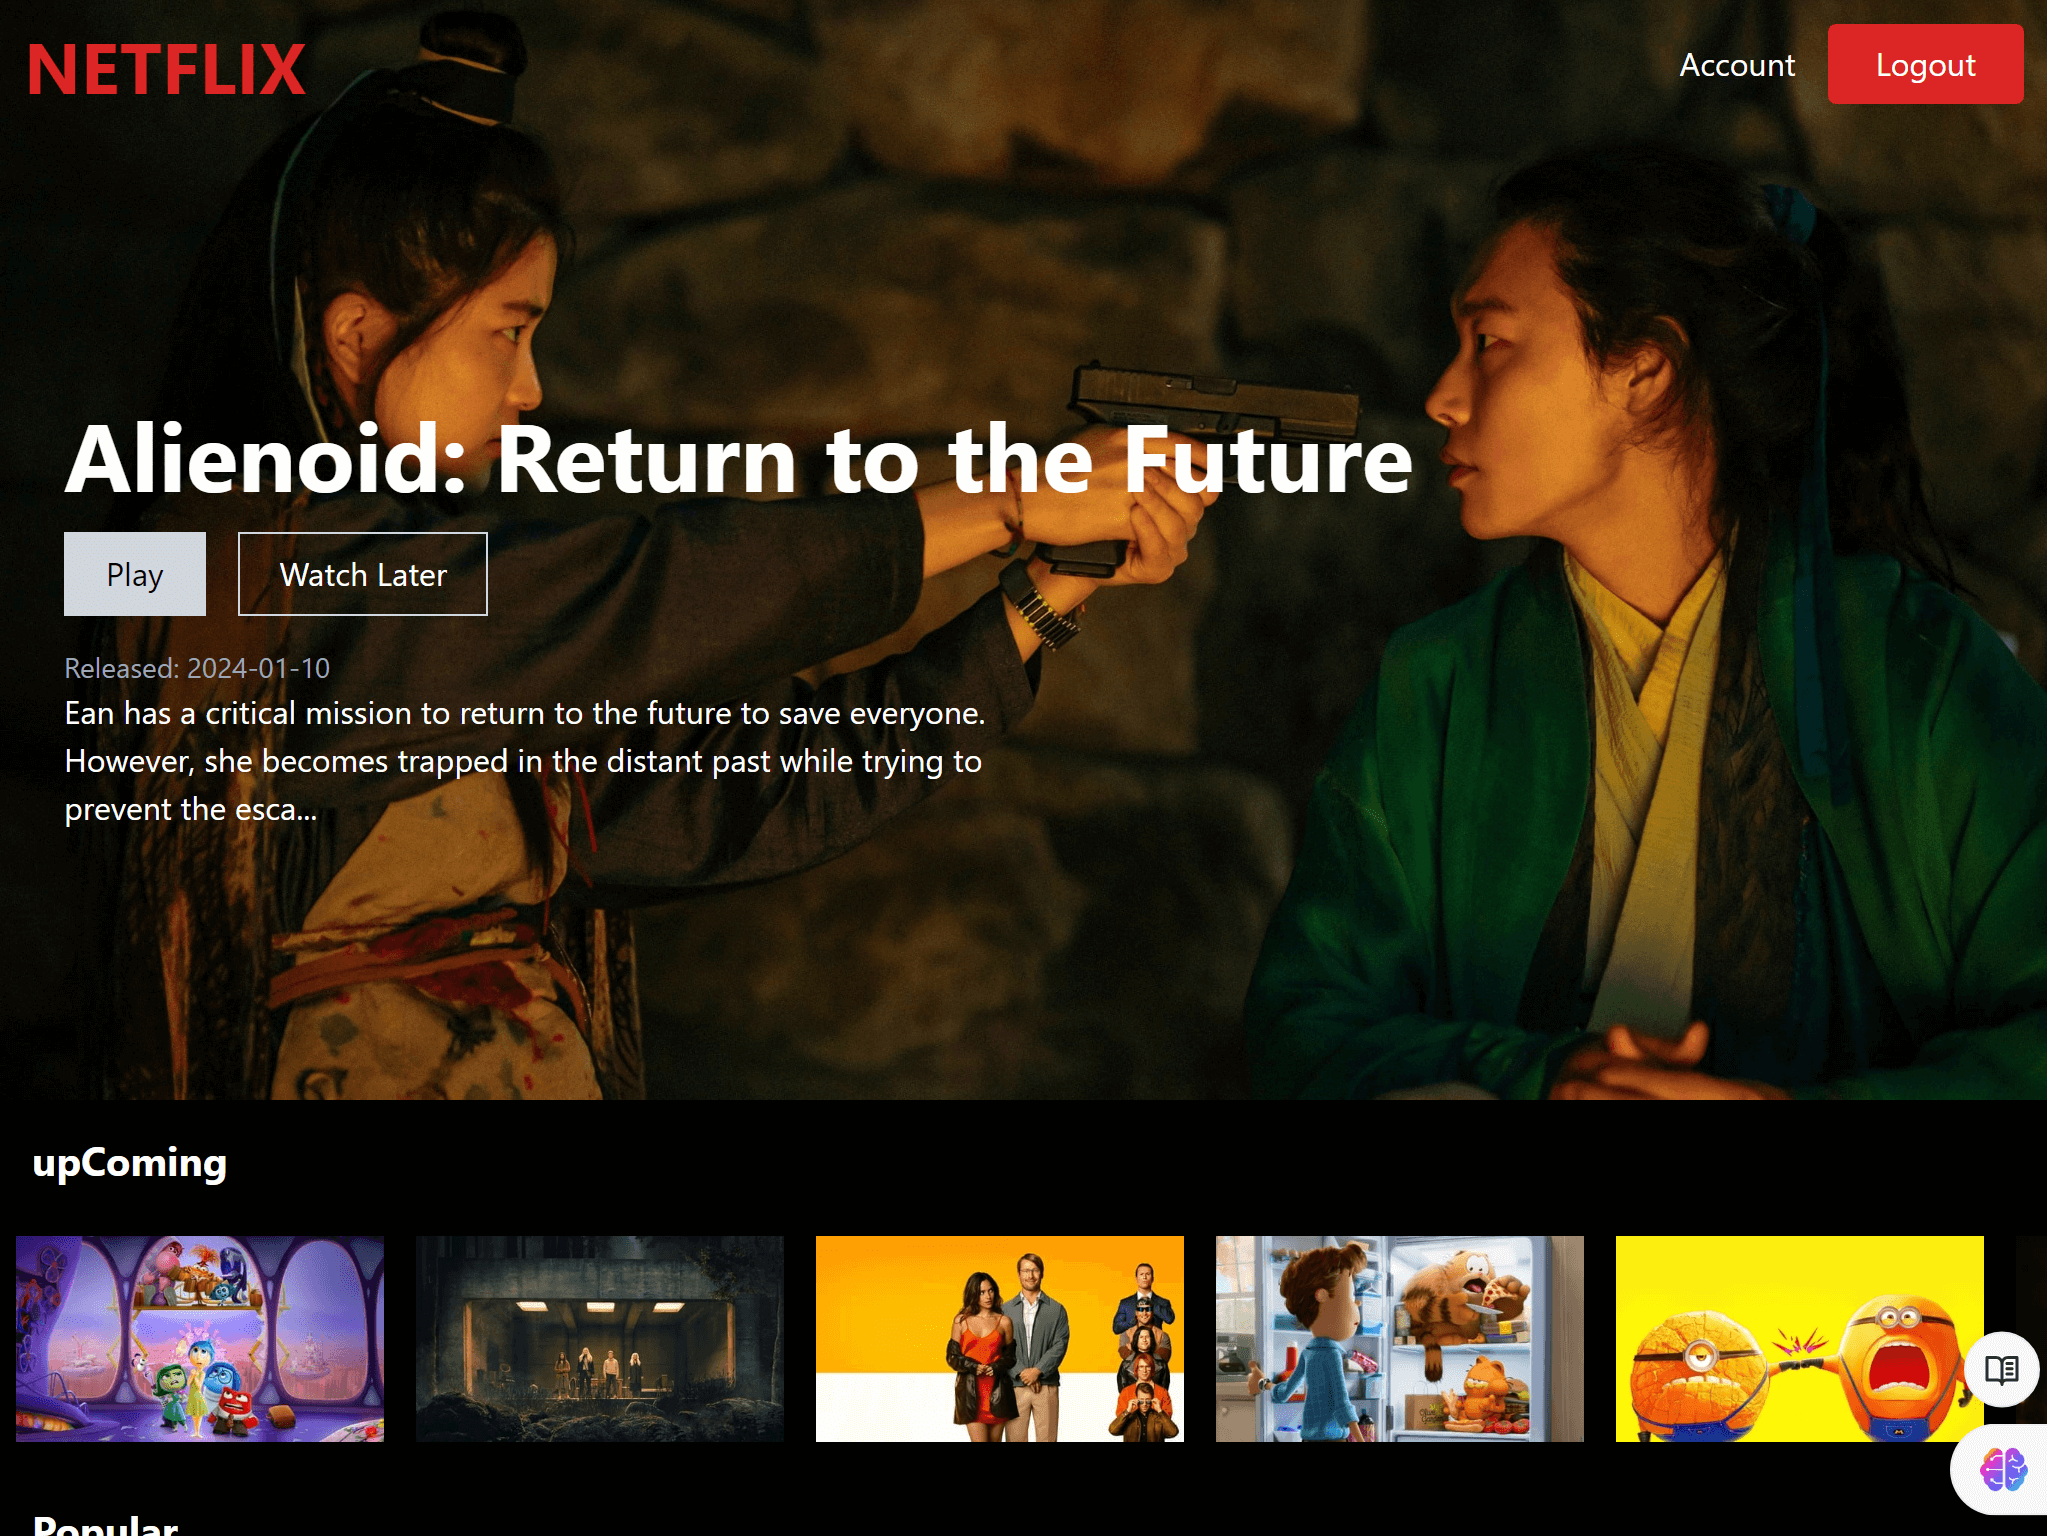 NETFLIX
Account
Logout
Alienoid: Return to the Future
Play
Watch Later
Released: 2024-01-10
Ean has a critical mission to return to the future to save everyone.
However, she becomes trapped in the distant past while trying to
prevent the esca...
upComing
Popular